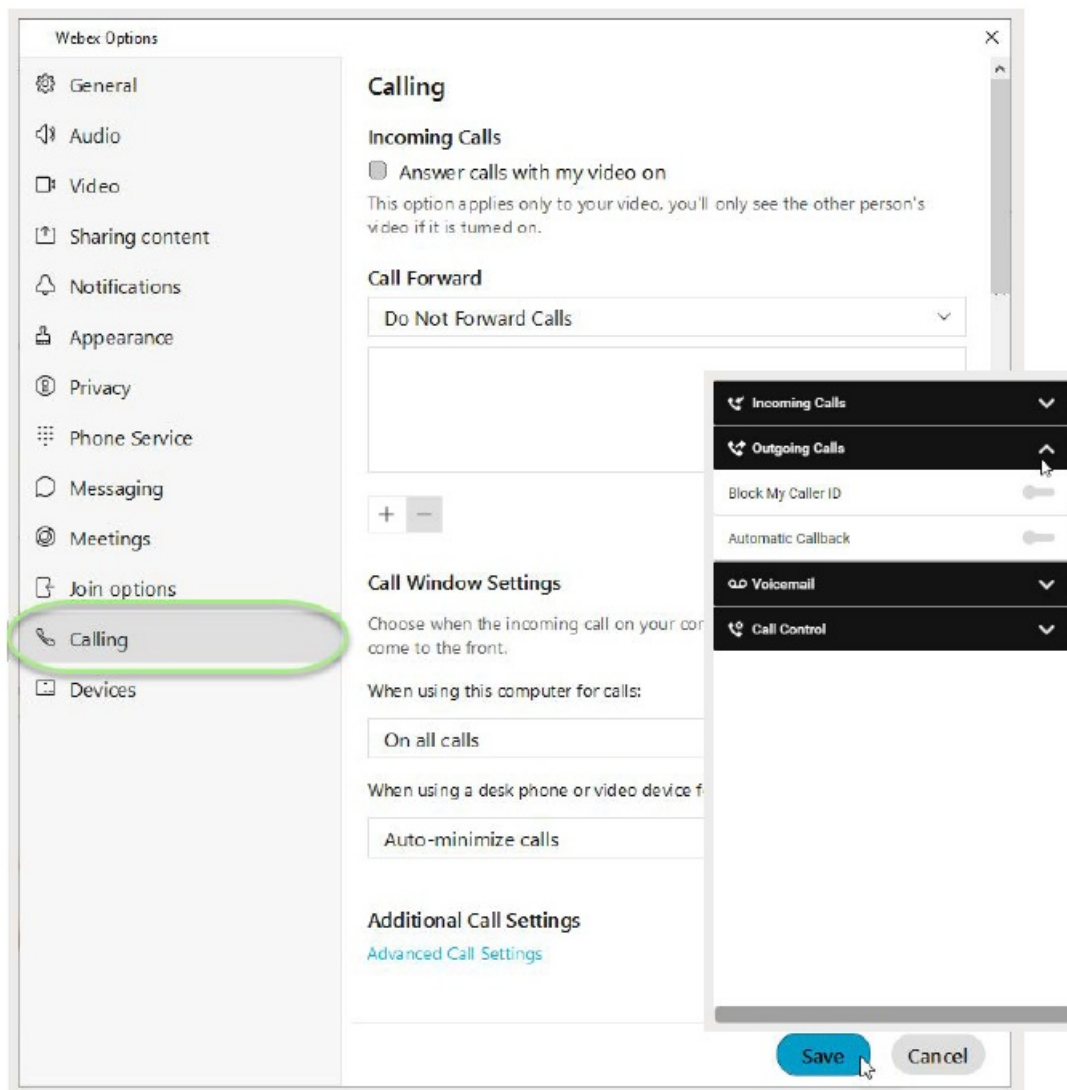 Webex Options
General
Audio
Video
Sharing content
Notifications
Appearance
Privacy
Phone Service
Messaging
Meetings
Join options
Calling
Devices
Calling
Incoming Calls
Answer calls with my video on
This option applies only to your video, you'll only see the other person's
video if it is turned on.
Call Forward
Do Not Forward Calls
Call Window Settings
Choose when the incoming call on your
come to the front.
When using this computer for calls:
On all calls
When using a desk phone or video device
Auto-minimize calls
Additional Call Settings
Advanced Call Settings
Save
Cancel
Incoming Calls
Outgoing Calls
Block My Caller ID
Automatic Callback
Voicemail
Call Control